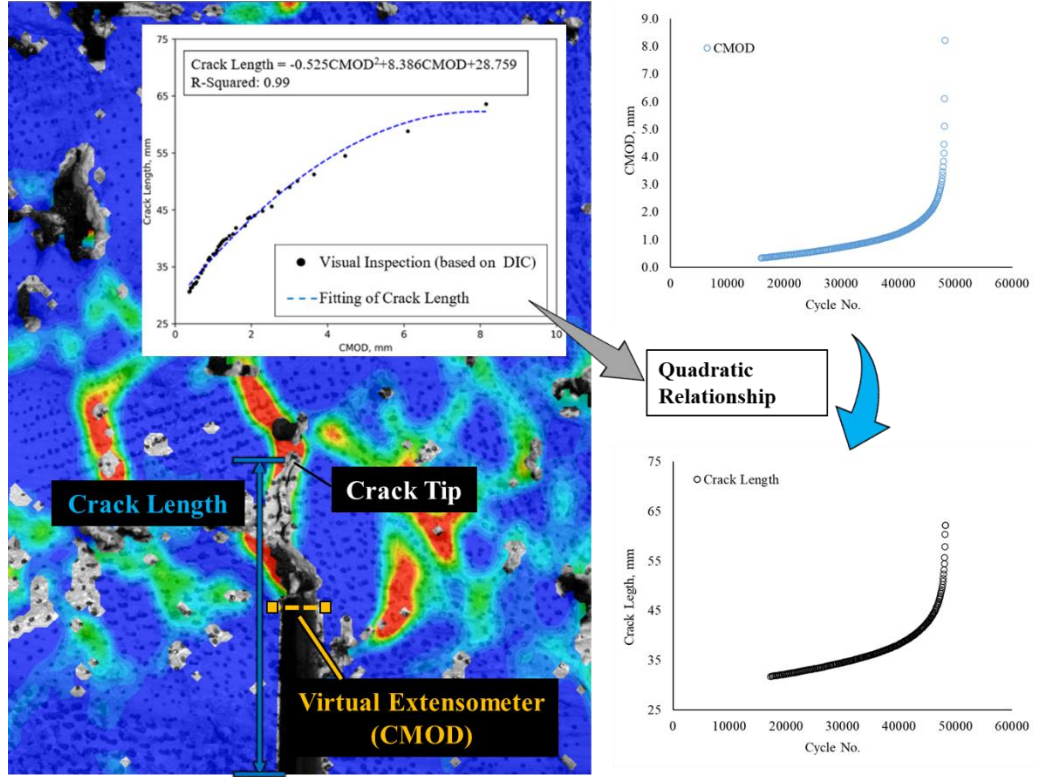 75
65
55
45
35
25
Crack Length, mm
Crack Length = -0.525CMOD²+8.386CMOD+28.759
R-Squared: 0.99
Visual Inspection (based on DIC)
Fitting of Crack Length
0 2 4 6 8 10
CMOD, mm
9.0
8.0
7.0
6.0
5.0
4.0
3.0
2.0
1.0
0.0
CMOD, mm
CMOD
0 10000 20000 30000 40000 50000 60000
Cycle No.
Quadratic
Relationship
Crack Length
Crack Tip
Virtual Extensometer
(CMOD)
75
65
55
45
35
25
Crack Legth, mm
Crack Length
0 10000 20000 30000 40000 50000 60000
Cycle No.